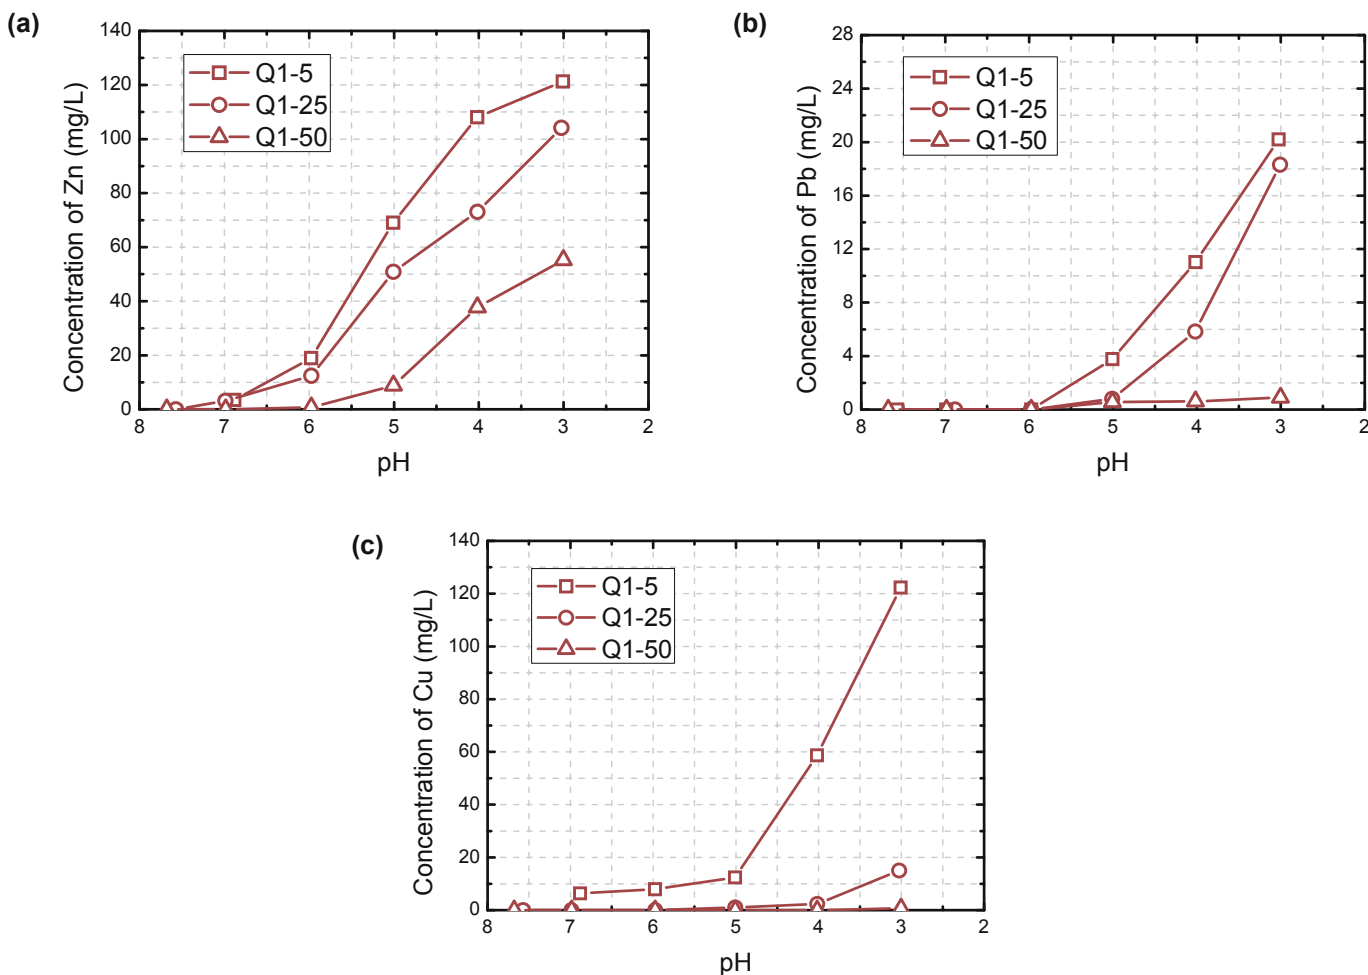 (a)
Concentration of Zn (mg/L)
140
120
100
80
60
40
20
0
Q1-5
Q1-25
Q1-50
8 7 6 5 4 3 2
pH
(b)
Concentration of Pb (mg/L)
28
24
20
16
12
8
4
0
Q1-5
Q1-25
Q1-50
8 7 6 5 4 3 2
pH
(c)
Concentration of Cu (mg/L)
140
120
100
80
60
40
20
0
Q1-5
Q1-25
Q1-50
8 7 6 5 4 3 2
pH